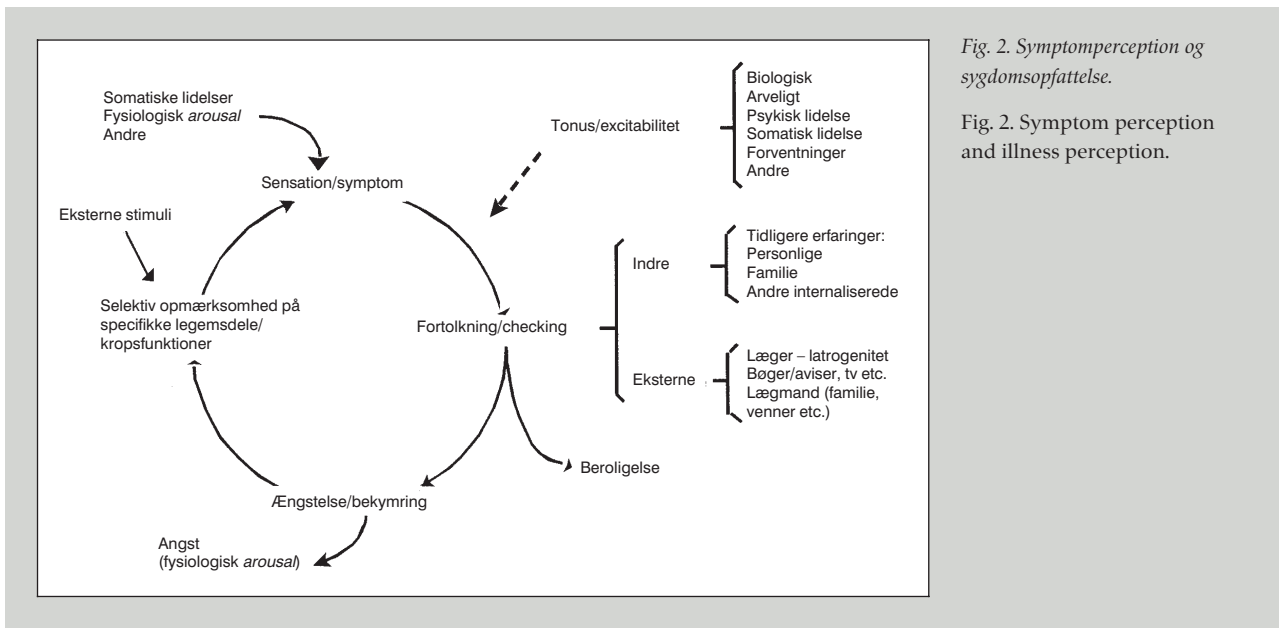 Somatiske lidelser
Fysiologisk arousal
Andre
Sensation/symptom
Eksterne stimuli
Selektiv opmærksomhed på
specifikke legemsdele/
kropsfunktioner
Fortolkning/checking
Ængstelse/bekymring
Angst
(fysiologisk arousal)
Beroligelse
Tonus/excitabilitet
Biologisk
Arveligt
Psykisk lidelse
Somatisk lidelse
Forventninger
Andre
Indre
Tidligere erfaringer:
Personlige
Familie
Andre internaliserede
Eksterne
Læger – Iatrogenitet
Bøger/aviser, tv etc.
Lægmand (familie,
venner etc.)
Fig. 2. Symptomperception og
sygdomsopfattelse.
Fig. 2. Symptom perception
and illness perception.